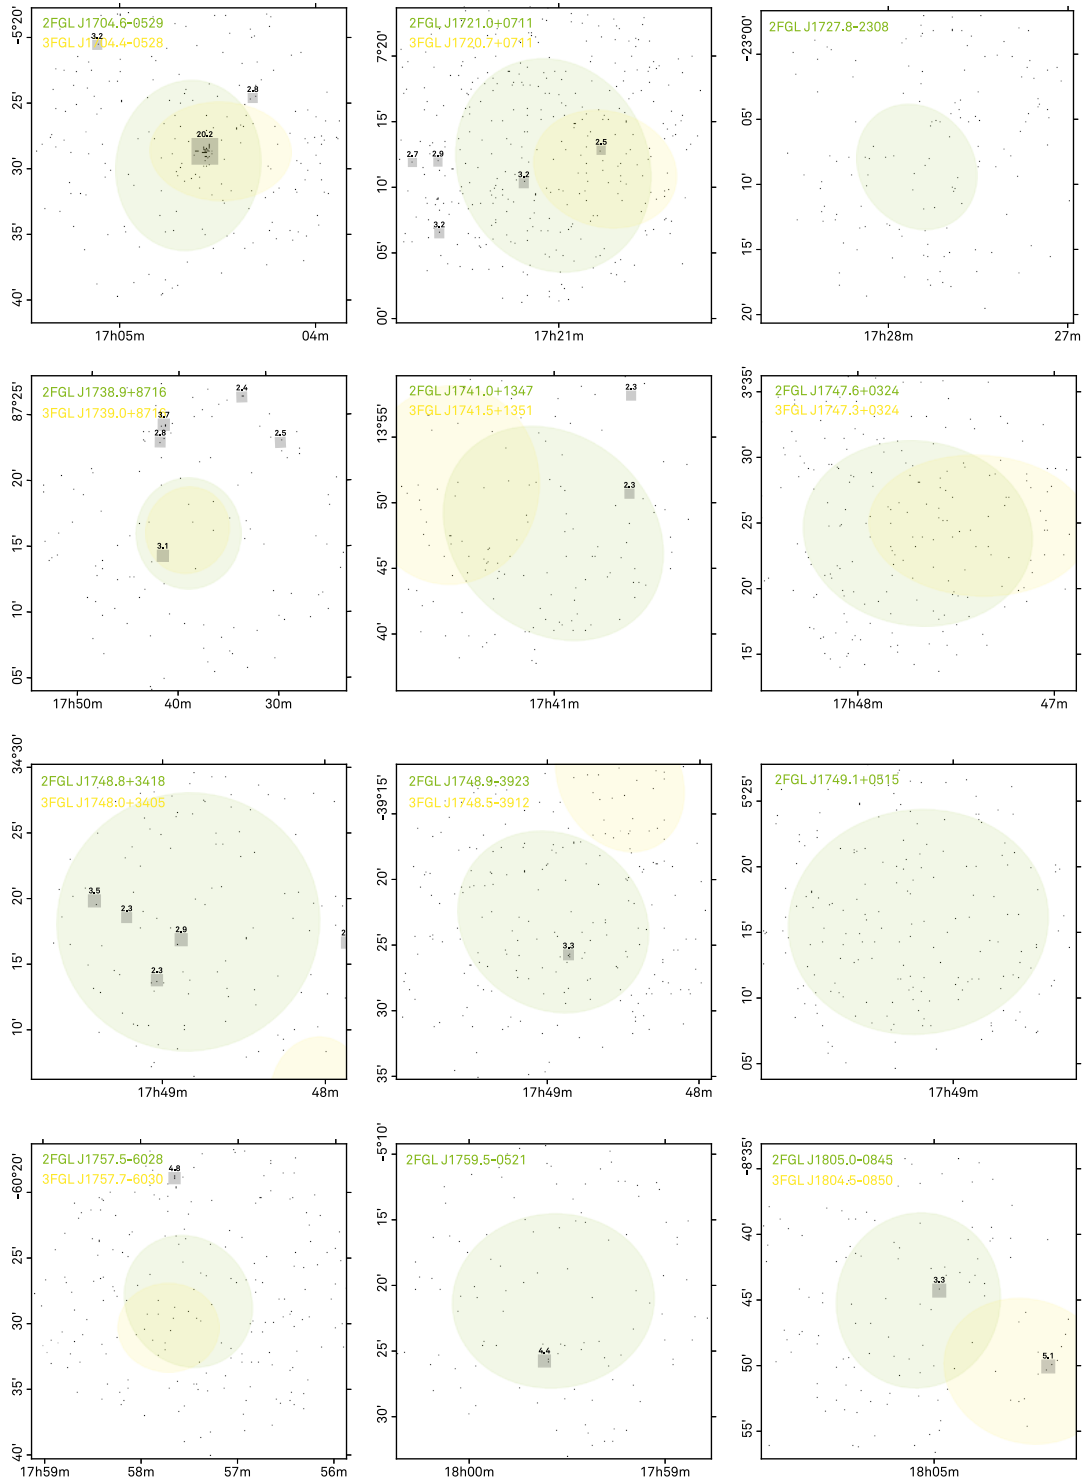 2FGL J1704.6-0529
3FGL J1704.4-0528
3.2
2.8
20.2
-5°20'
25'
30'
35'
40'
17h05m
04m
2FGL J1721.0+0711
3FGL J1720.7+0711
2.5
2.7
2.9
3.2
3.2
7°20'
15'
10'
05'
00'
17h21m
2FGL J1727.8-2308
-23°00'
05'
10'
15'
20'
17h28m
27m
2FGL J1738.9+8716
2.4
3.7
2.8
2.5
3.1
87°25'
20'
15'
10'
05'
17h50m
40m
30m
2FGL J1741.0+1347
3FGL J1741.5+1351
2.3
2.3
13°55'
50'
45'
40'
17h41m
2FGL J1747.6+0324
3FGL J1747.3+0324
3°35'
30'
25'
20'
15'
17h48m
47m
2FGL J1748.8+3418
3FGL J1748.0+3405
3.5
2.3
2.9
2.3
34°30'
25'
20'
15'
10'
17h49m
48m
2FGL J1748.9-3923
3FGL J1748.5-3912
3.3
-39°15'
20'
25'
30'
35'
17h49m
48m
2FGL J1749.1+0515
5°25'
20'
15'
10'
05'
17h49m
2FGL J1757.5-6028
3FGL J1757.7-6030
4.8
-60°20'
25'
30'
35'
40'
17h59m
58m
57m
56m
2FGL J1759.5-0521
4.4
-5°10'
15'
20'
25'
30'
18h00m
17h59m
2FGL J1805.0-0845
3FGL J1804.5-0850
3.3
5.1
-8°35'
40'
45'
50'
55'
18h05m